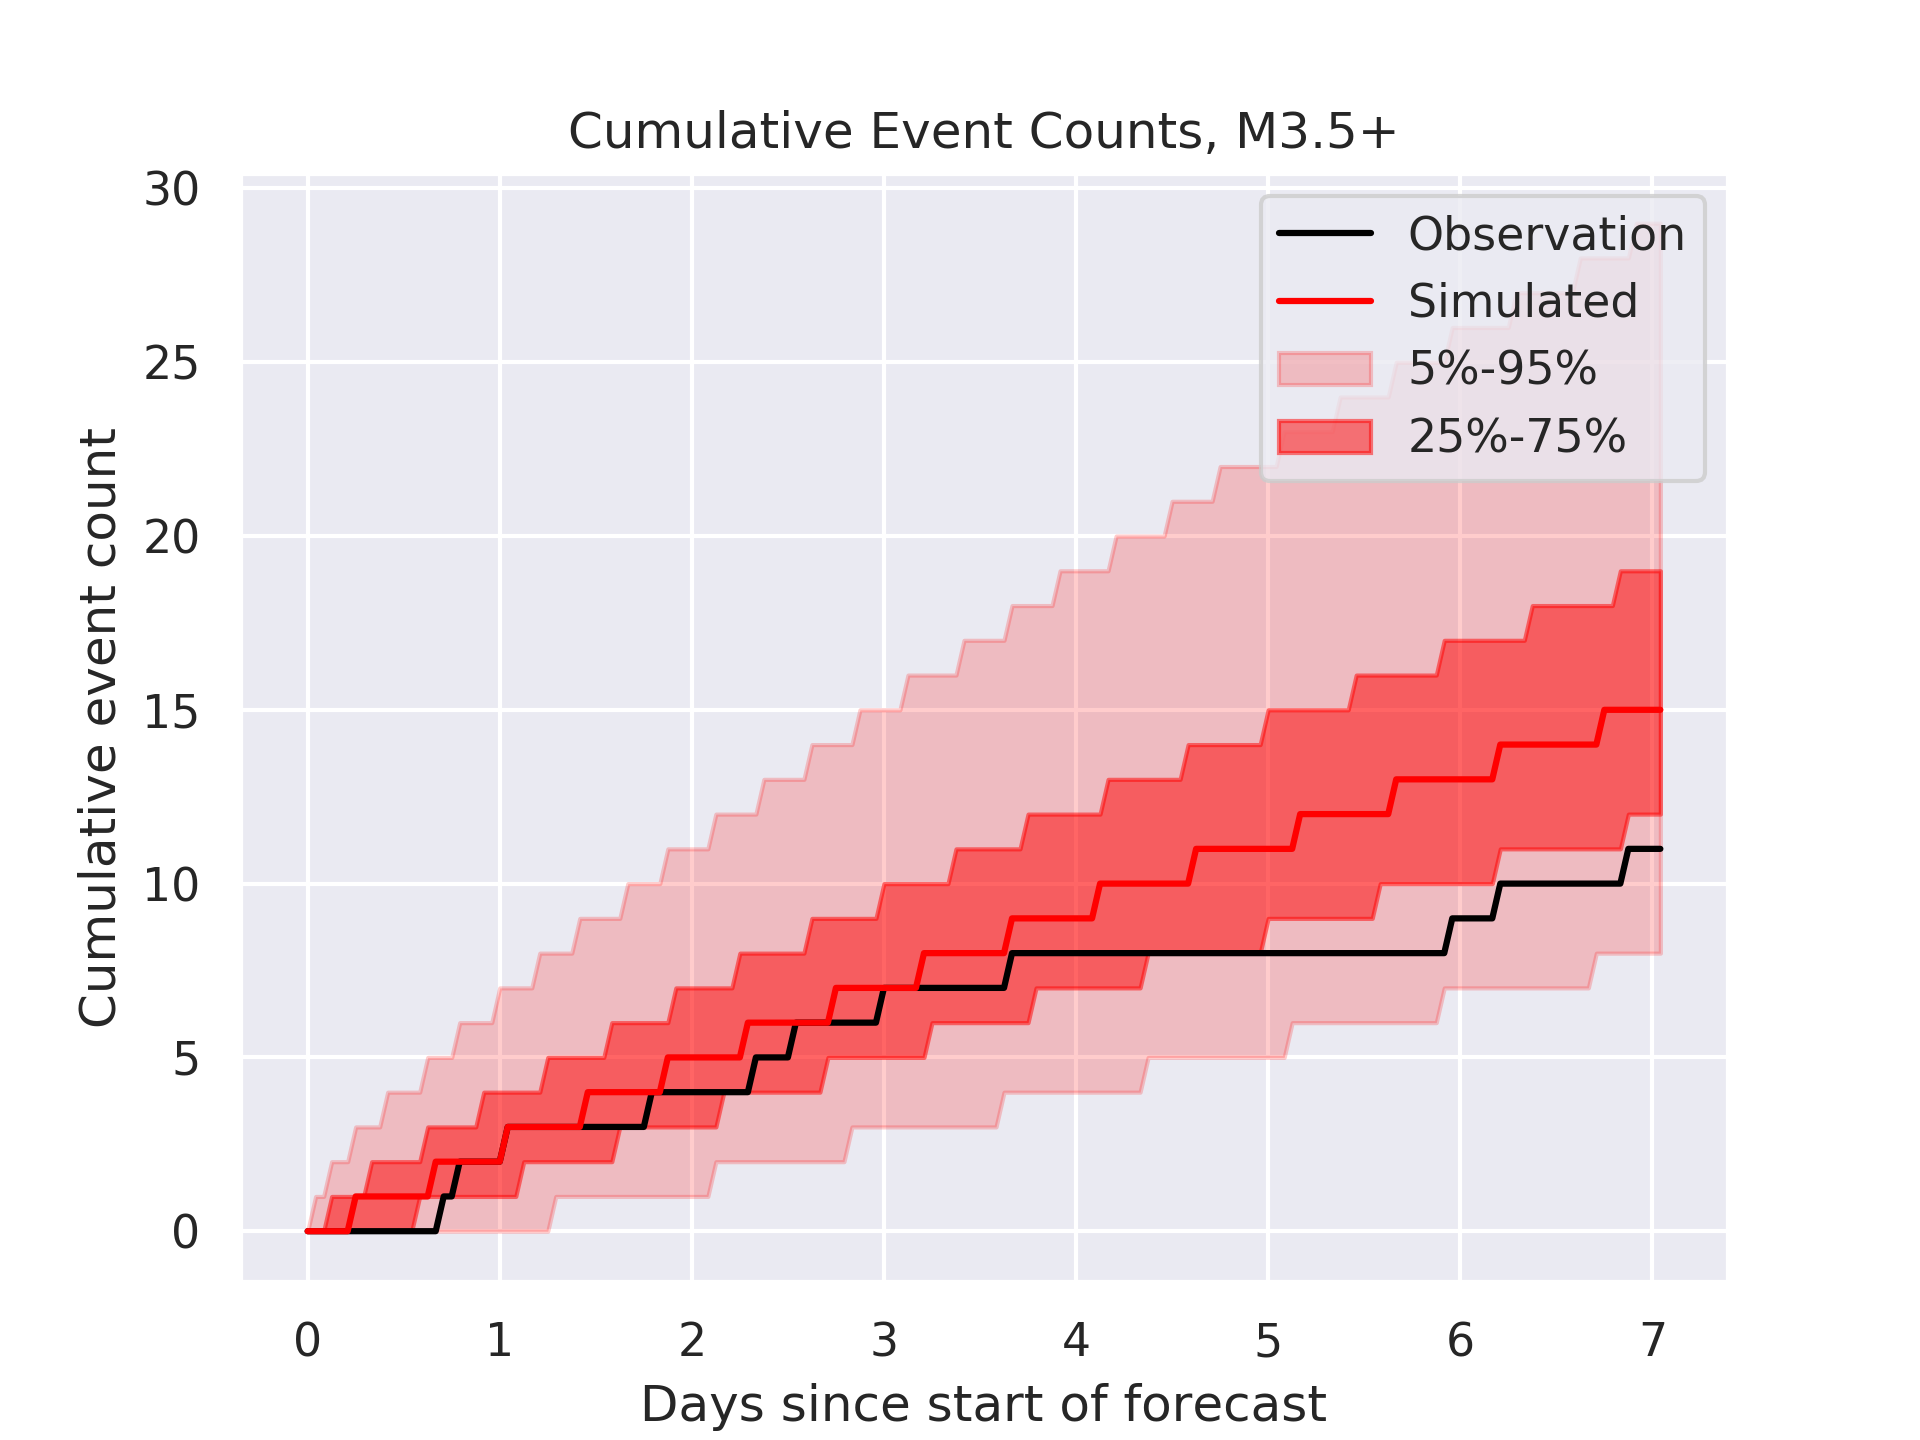 Cumulative Event Counts, M3.5+
30
25
20
15
10
5
0
Cumulative event count
Observation
Simulated
5%-95%
25%-75%
0 1 2 3 4 5 6 7
Days since start of forecast